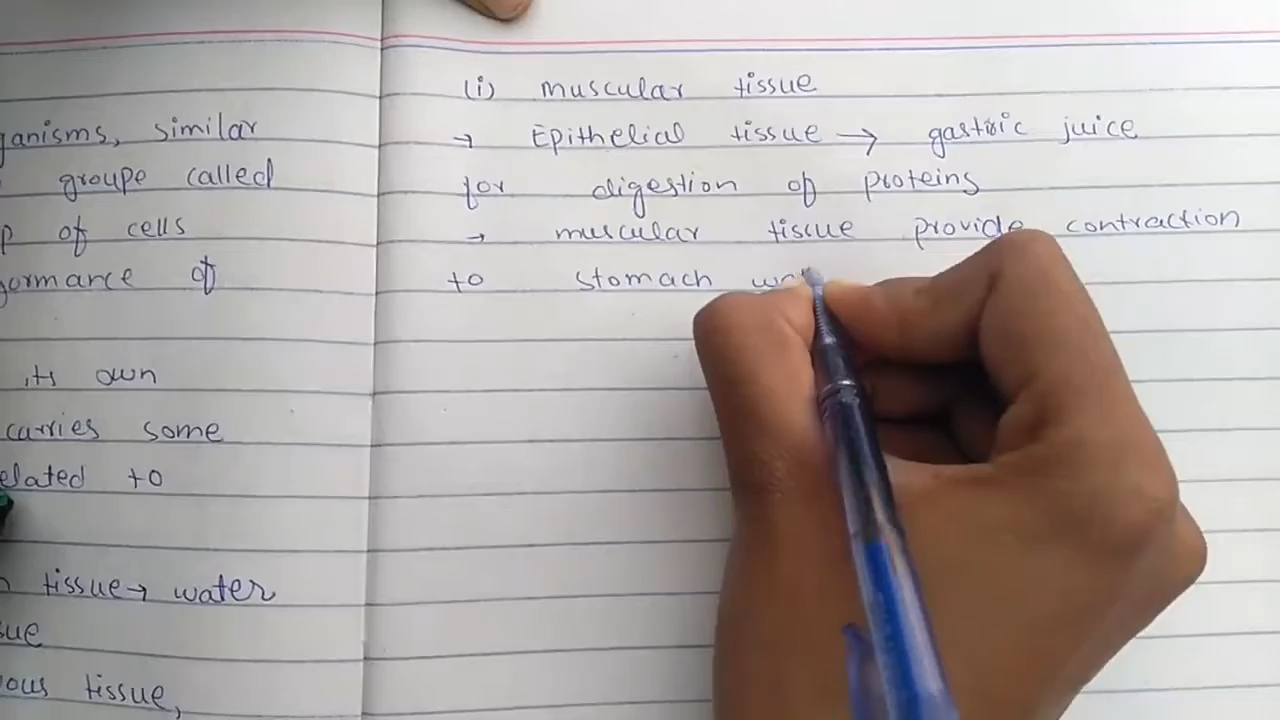 ganisms, similar
groupe called
of cells
of
its own
carries some
elated to
tissue → water
sue
ous tissue,
(i) muscular tissue
→ Epithelial tissue → gastric juice
for digestion of proteins
→ muscular tissue provide contraction
to stomach